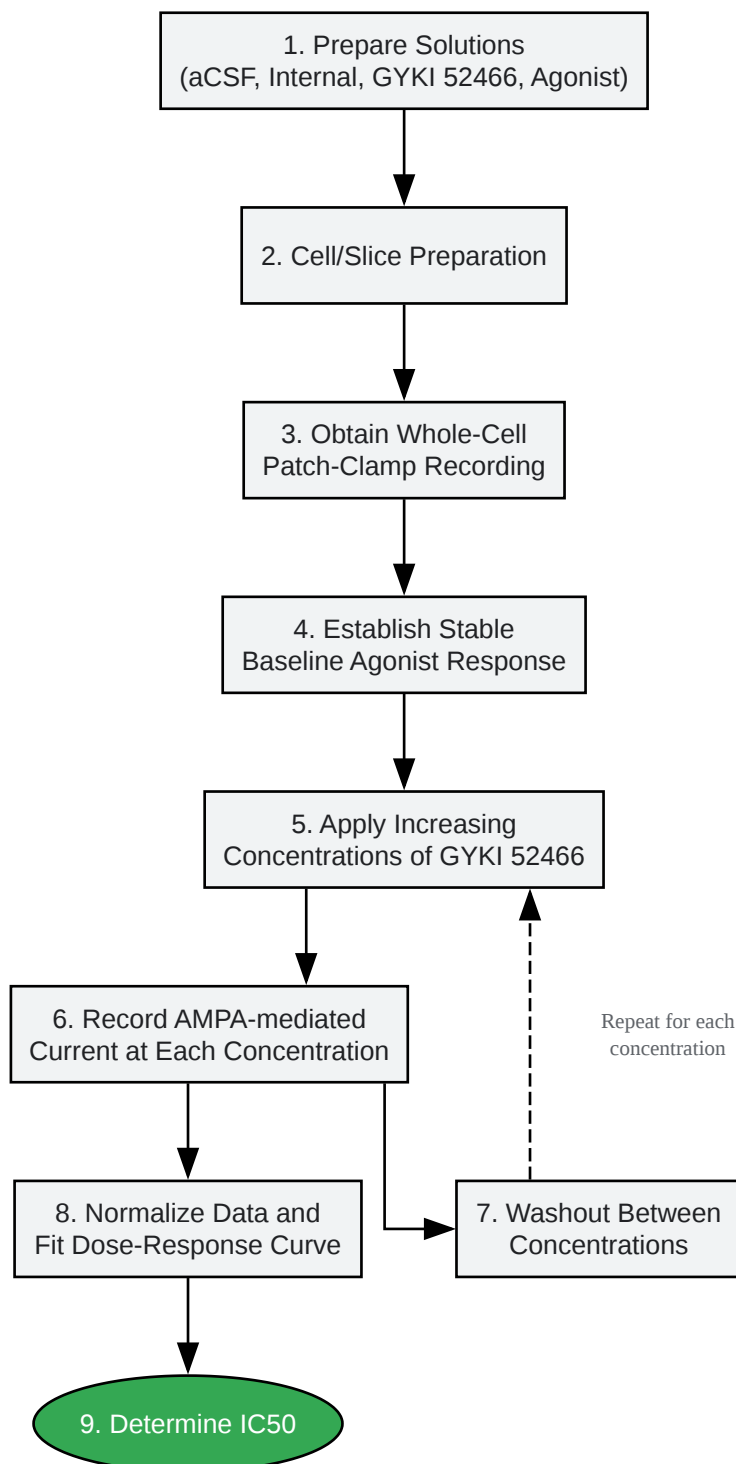 1. Prepare Solutions
(aCSF, Internal, GYKI 52466, Agonist)
2. Cell/Slice Preparation
3. Obtain Whole-Cell
Patch-Clamp Recording
4. Establish Stable
Baseline Agonist Response
5. Apply Increasing
Concentrations of GYKI 52466
6. Record AMPA-mediated
Current at Each Concentration
Repeat for each
concentration
7. Washout Between
Concentrations
8. Normalize Data and
Fit Dose-Response Curve
9. Determine IC50